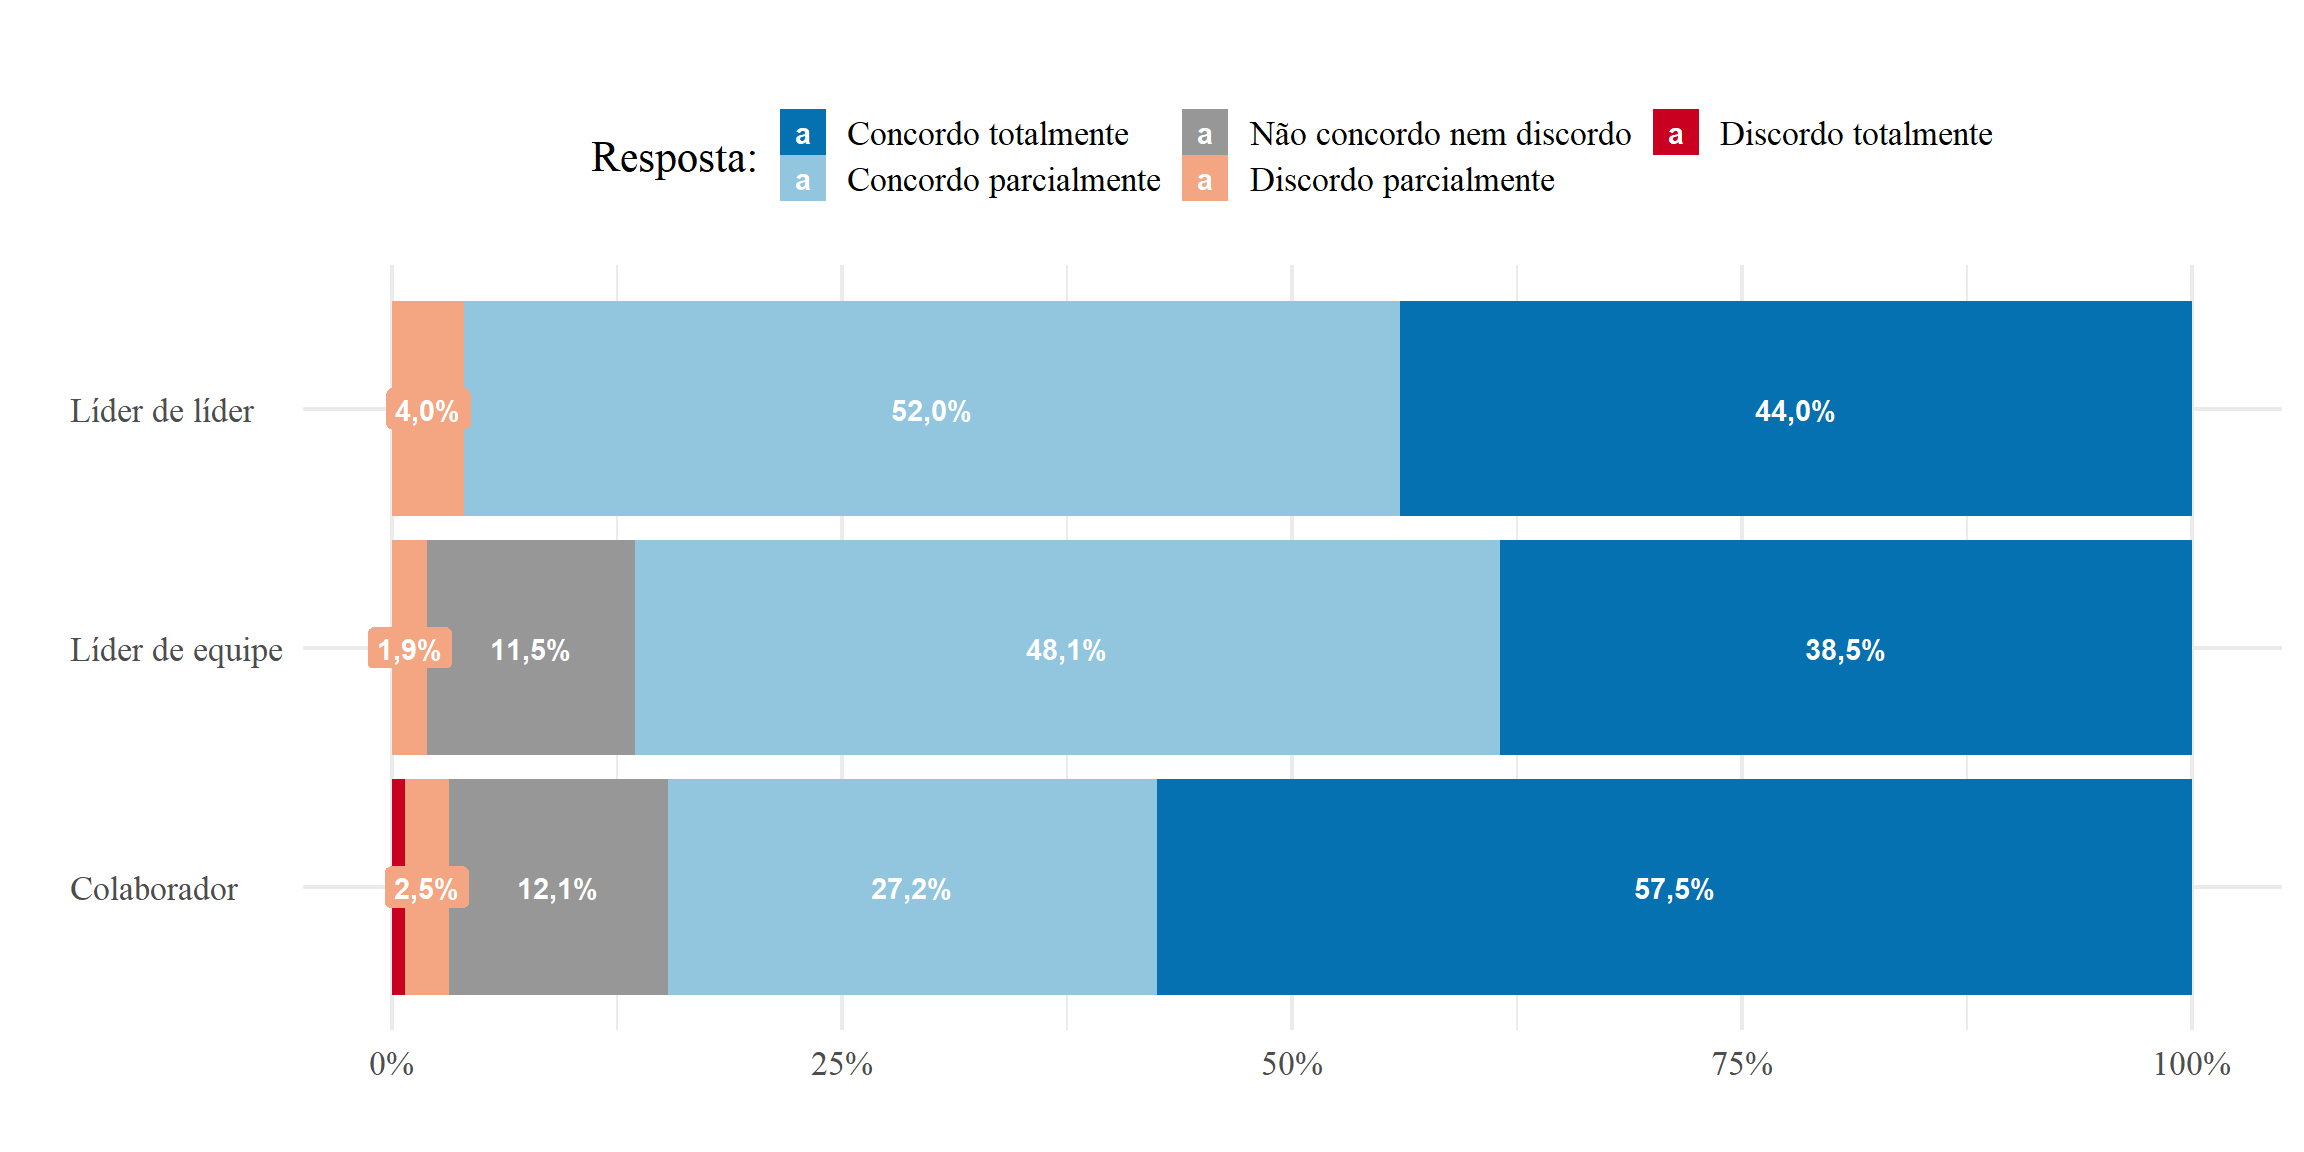 Resposta:
a Concordo totalmente
a Concordo parcialmente
a Não concordo nem discordo
a Discordo parcialmente
a Discordo totalmente
Líder de líder
4,0% 52,0% 44,0%
Líder de equipe
1,9% 11,5% 48,1% 38,5%
Colaborador
2,5% 12,1% 27,2% 57,5%
0% 25% 50% 75% 100%